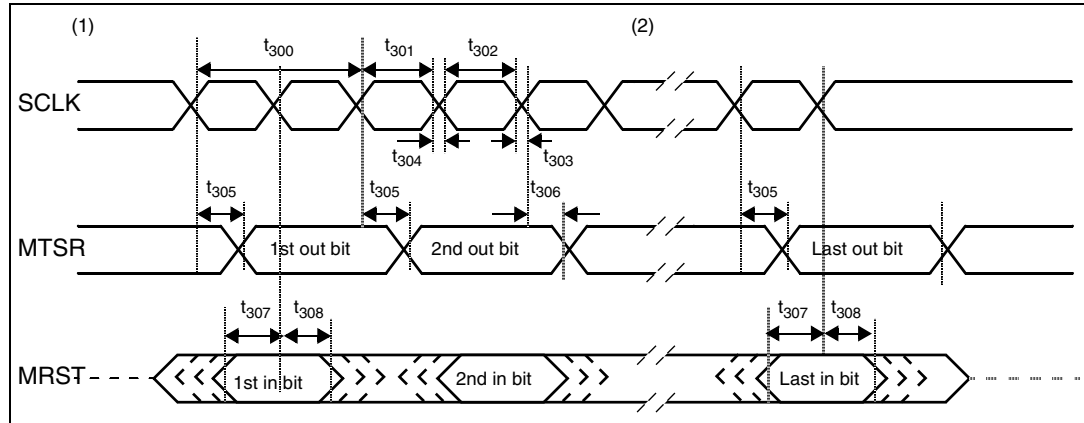 (1) (2)
t300 t301 t302
SCLK
t304 t303
t305 t305 t306 t305
MTSR 1st out bit 2nd out bit Last out bit
t307 t308 t307 t308
MRST 1st in bit 2nd in bit Last in bit